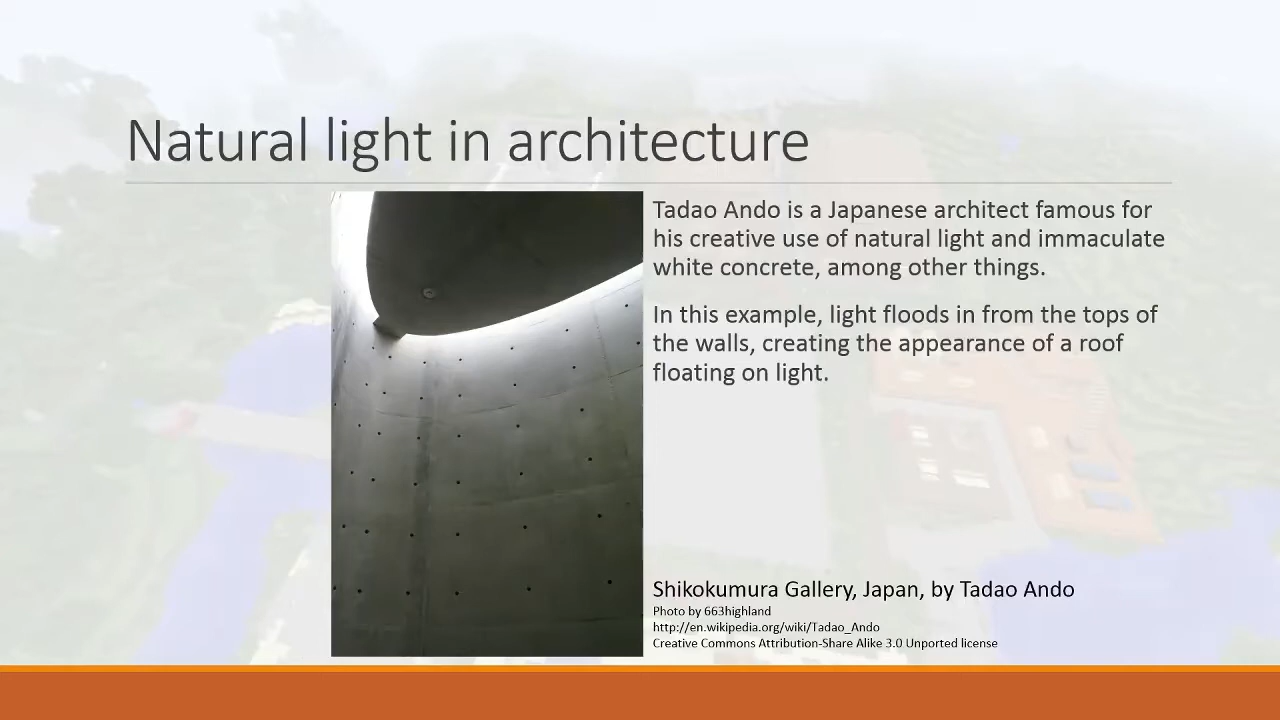 Natural light in architecture
Tadao Ando is a Japanese architect famous for
his creative use of natural light and immaculate
white concrete, among other things.
In this example, light floods in from the tops of
the walls, creating the appearance of a roof
floating on light.
Shikokumura Gallery, Japan, by Tadao Ando
Photo by 663highland
http://en.wikipedia.org/wiki/Tadao_Ando
Creative Commons Attribution-Share Alike 3.0 Unported license